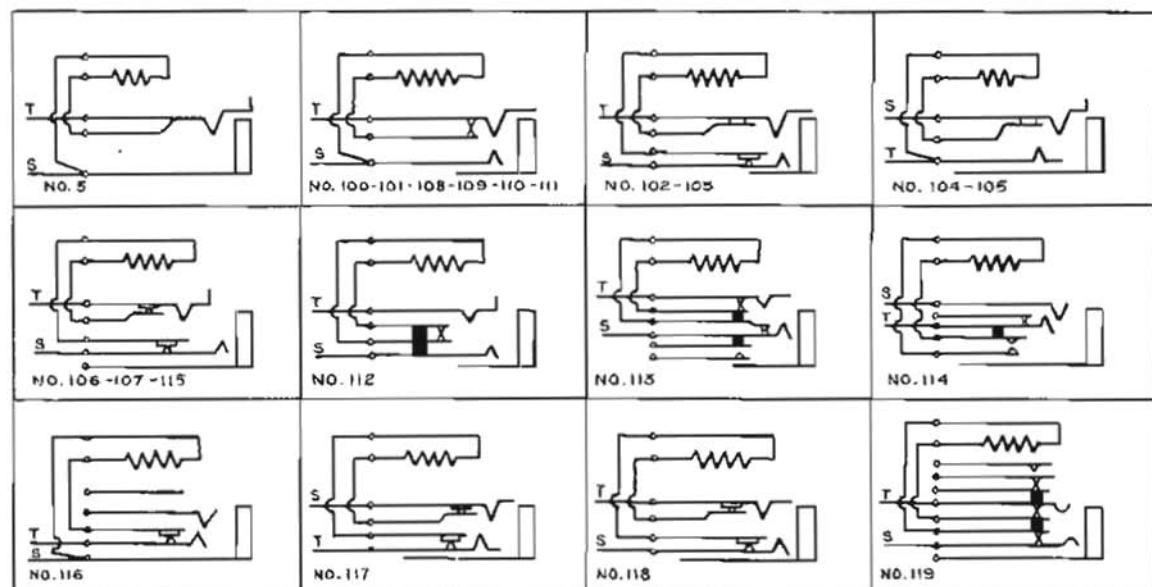 T
S
NO. 5
T
S
NO. 100-101-108-109-110-111
T
S
NO. 102-103
S
T
NO. 104-105
T
S
NO. 106-107-115
T
S
NO. 112
T
S
NO. 113
S
T
NO. 114
T
S
NO. 116
S
T
NO. 117
T
S
NO. 118
T
S
NO. 119